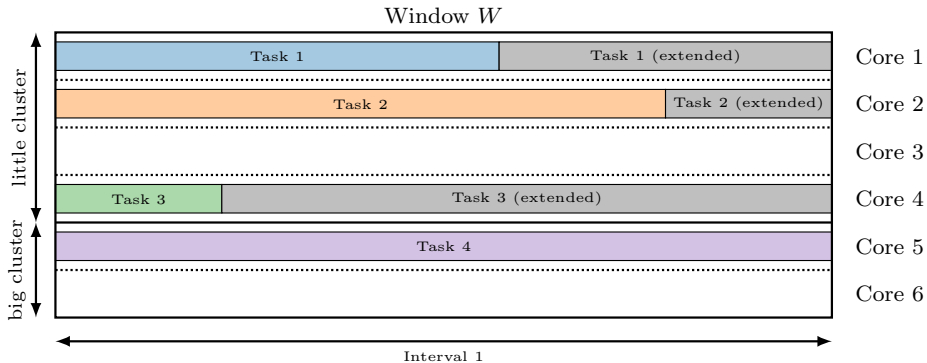 Window W
Task 1
Task 1 (extended)
Core 1
Task 2
Task 2 (extended)
Core 2
Core 3
Task 3
Task 3 (extended)
Core 4
little cluster
Task 4
Core 5
Core 6
big cluster
Interval 1